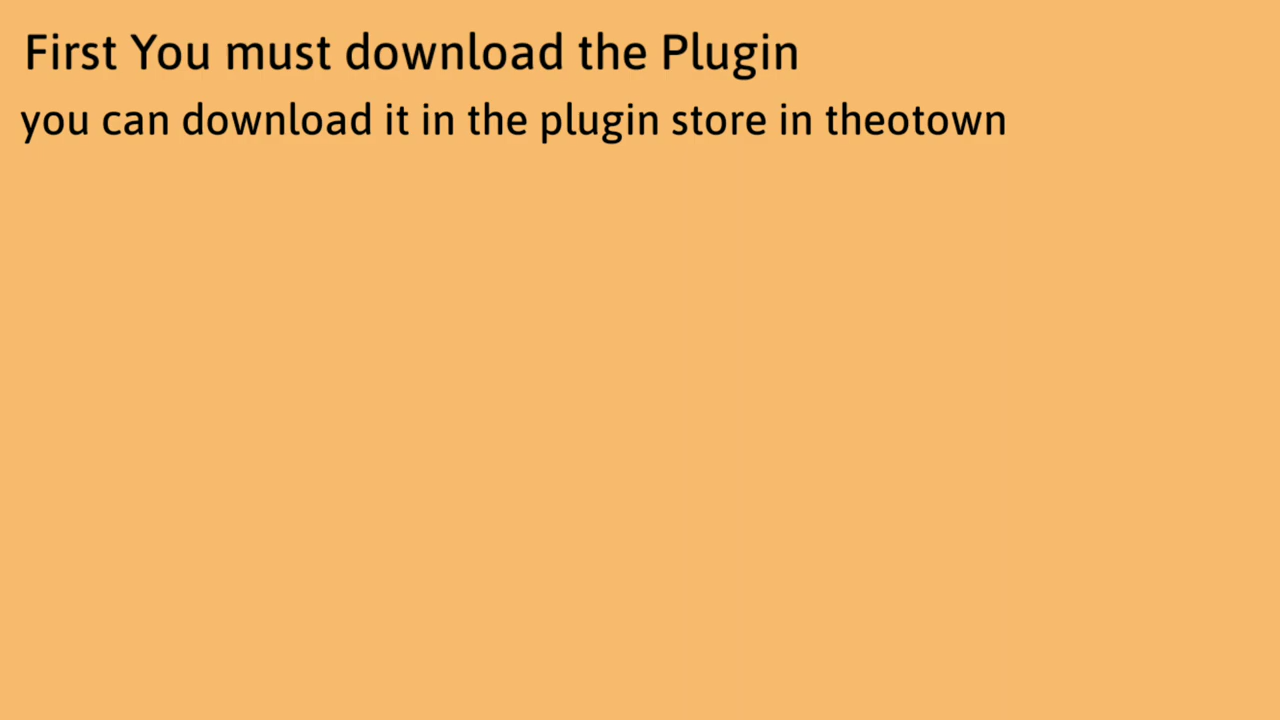 First You must download the Plugin
you can download it in the plugin store in theotown